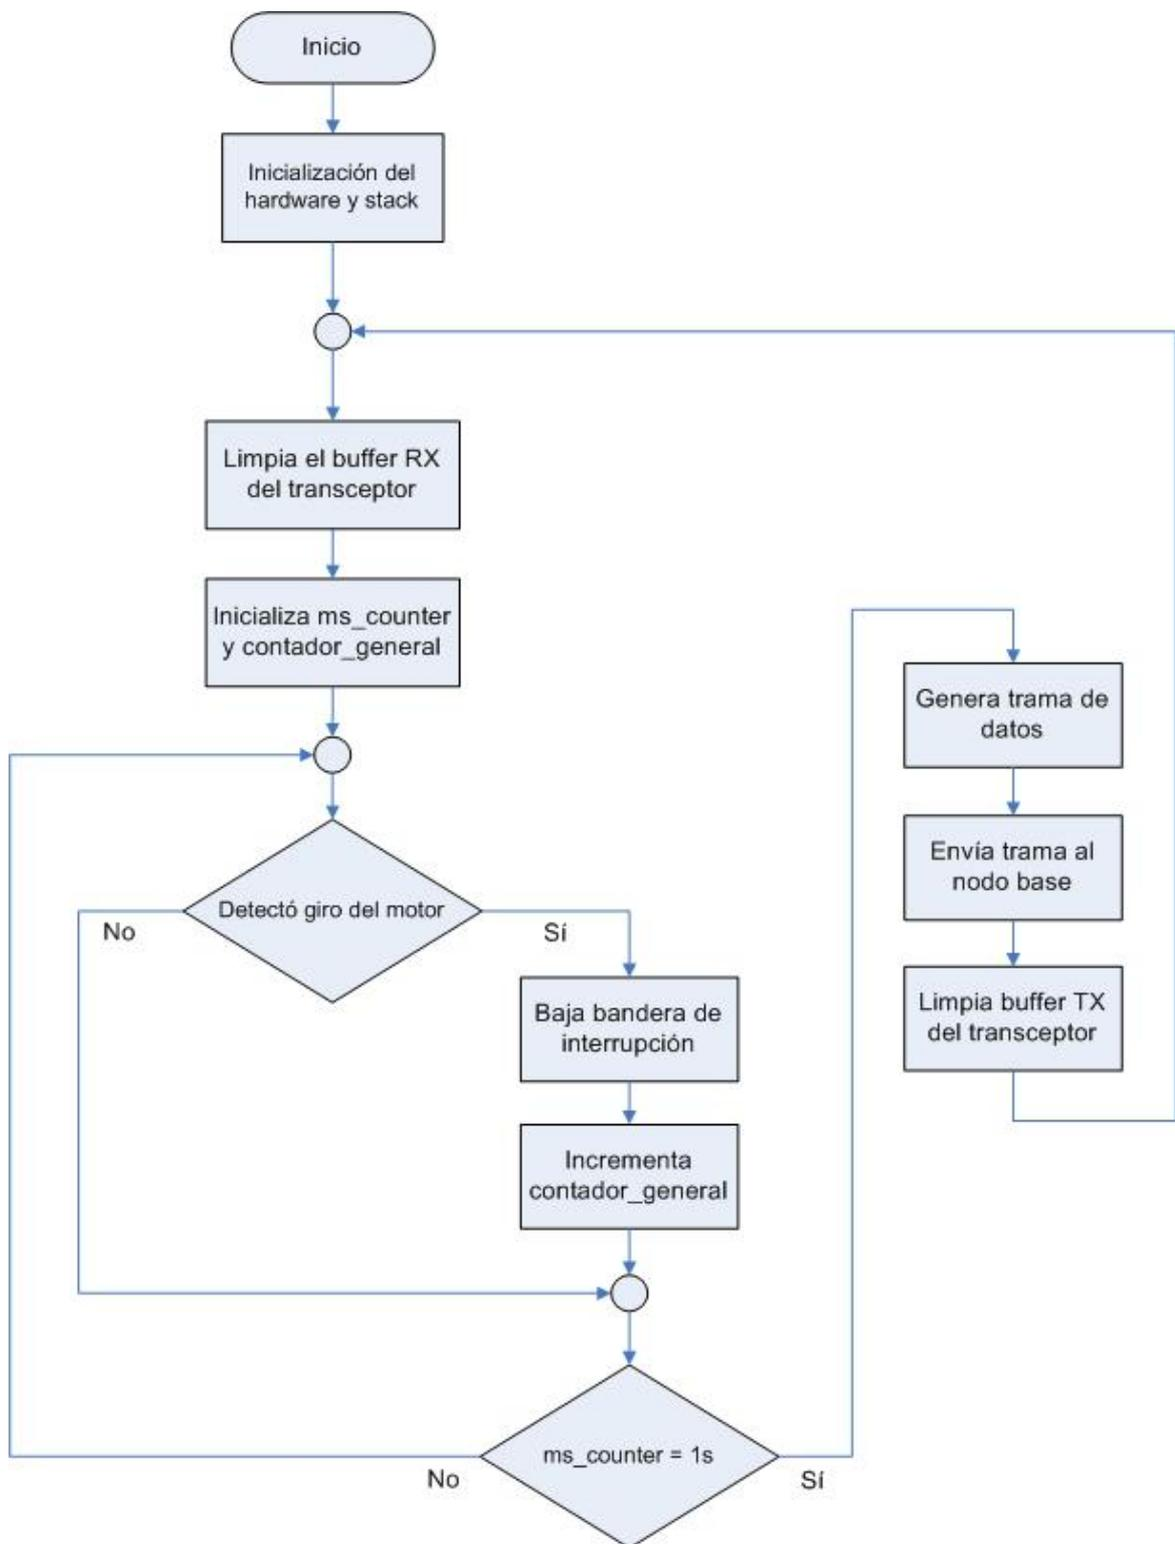 Inicio
Inicialización del
hardware y stack
Limpia el buffer RX
del transceptor
Inicializa ms_counter
y contador_general
Detectó giro del motor
No
Sí
Baja bandera de
interrupción
Incrementa
contador_general
ms_counter = 1s
No
Sí
Genera trama de
datos
Envía trama al
nodo base
Limpia buffer TX
del transceptor